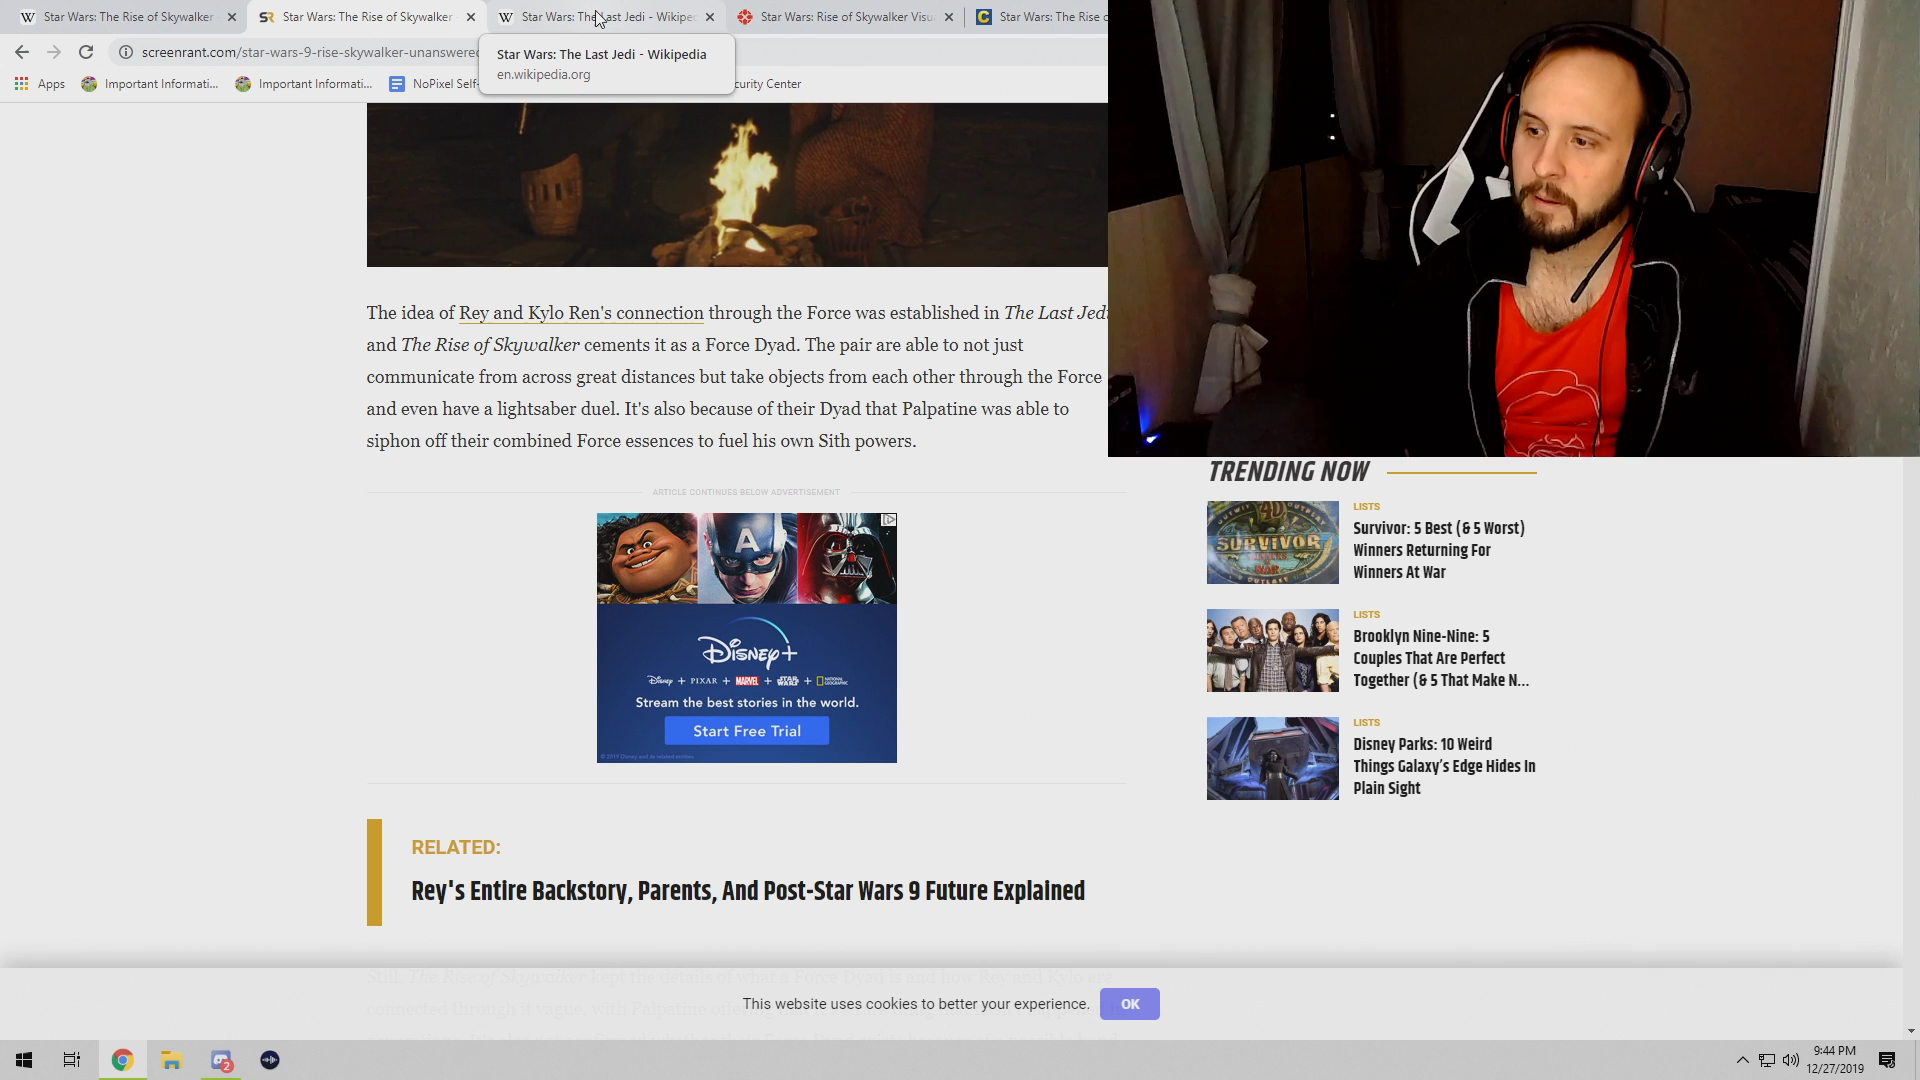 Star Wars: The Rise of Skywalker
Star Wars: The Rise of Skywalker
Star Wars: The Last Jedi - Wikiped
Star Wars: Rise of Skywalker Visu
Star Wars: The Rise o
screenrant.com/star-wars-9-rise-skywalker-unanswered
Star Wars: The Last Jedi - Wikipedia
en.wikipedia.org
Apps
Important Informati...
Important Informati...
NoPixel Self-
curity Center
The idea of Rey and Kylo Ren's connection through the Force was established in The Last Jedi
and The Rise of Skywalker cements it as a Force Dyad. The pair are able to not just
communicate from across great distances but take objects from each other through the Force
and even have a lightsaber duel. It's also because of their Dyad that Palpatine was able to
siphon off their combined Force essences to fuel his own Sith powers.
ARTICLE CONTINUES BELOW ADVERTISEMENT
A
Disney+
Disney + PIXAR + MARVEL + STAR WARS + NATIONAL GEOGRAPHIC
Stream the best stories in the world.
Start Free Trial
RELATED:
Rey's Entire Backstory, Parents, And Post-Star Wars 9 Future Explained
Still, The Rise of Skywalker kept the details of what a Force Dyad is and how Rey and Kylo are
connected through it vague, with Palpatine
TRENDING NOW
SURVIVOR
LISTS
Survivor: 5 Best (& 5 Worst)
Winners Returning For
Winners At War
LISTS
Brooklyn Nine-Nine: 5
Couples That Are Perfect
Together (& 5 That Make N...
LISTS
Disney Parks: 10 Weird
Things Galaxy's Edge Hides In
Plain Sight
This website uses cookies to better your experience.
OK
2
9:44 PM
12/27/2019